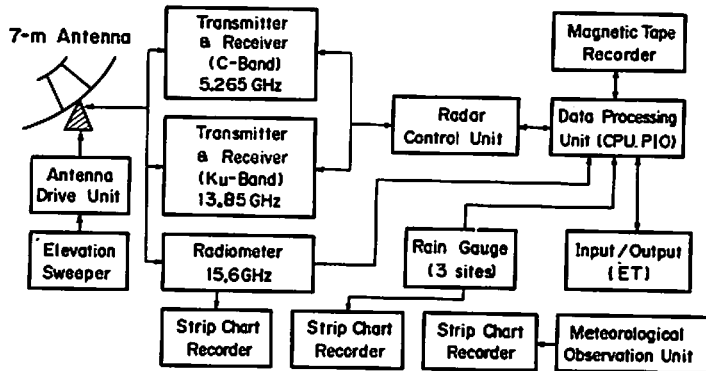 7-m Antenna
Transmitter
& Receiver
(C-Band)
5.265 GHz
Magnetic Tape
Recorder
Transmitter
& Receiver
(Ku-Band)
13.85 GHz
Radar
Control Unit
Data Processing
Unit (CPU.PIO)
Antenna
Drive Unit
Elevation
Sweeper
Radiometer
15.6GHz
Rain Gauge
(3 sites)
Input/Output
(ET)
Strip Chart
Recorder
Strip Chart
Recorder
Strip Chart
Recorder
Meteorological
Observation Unit